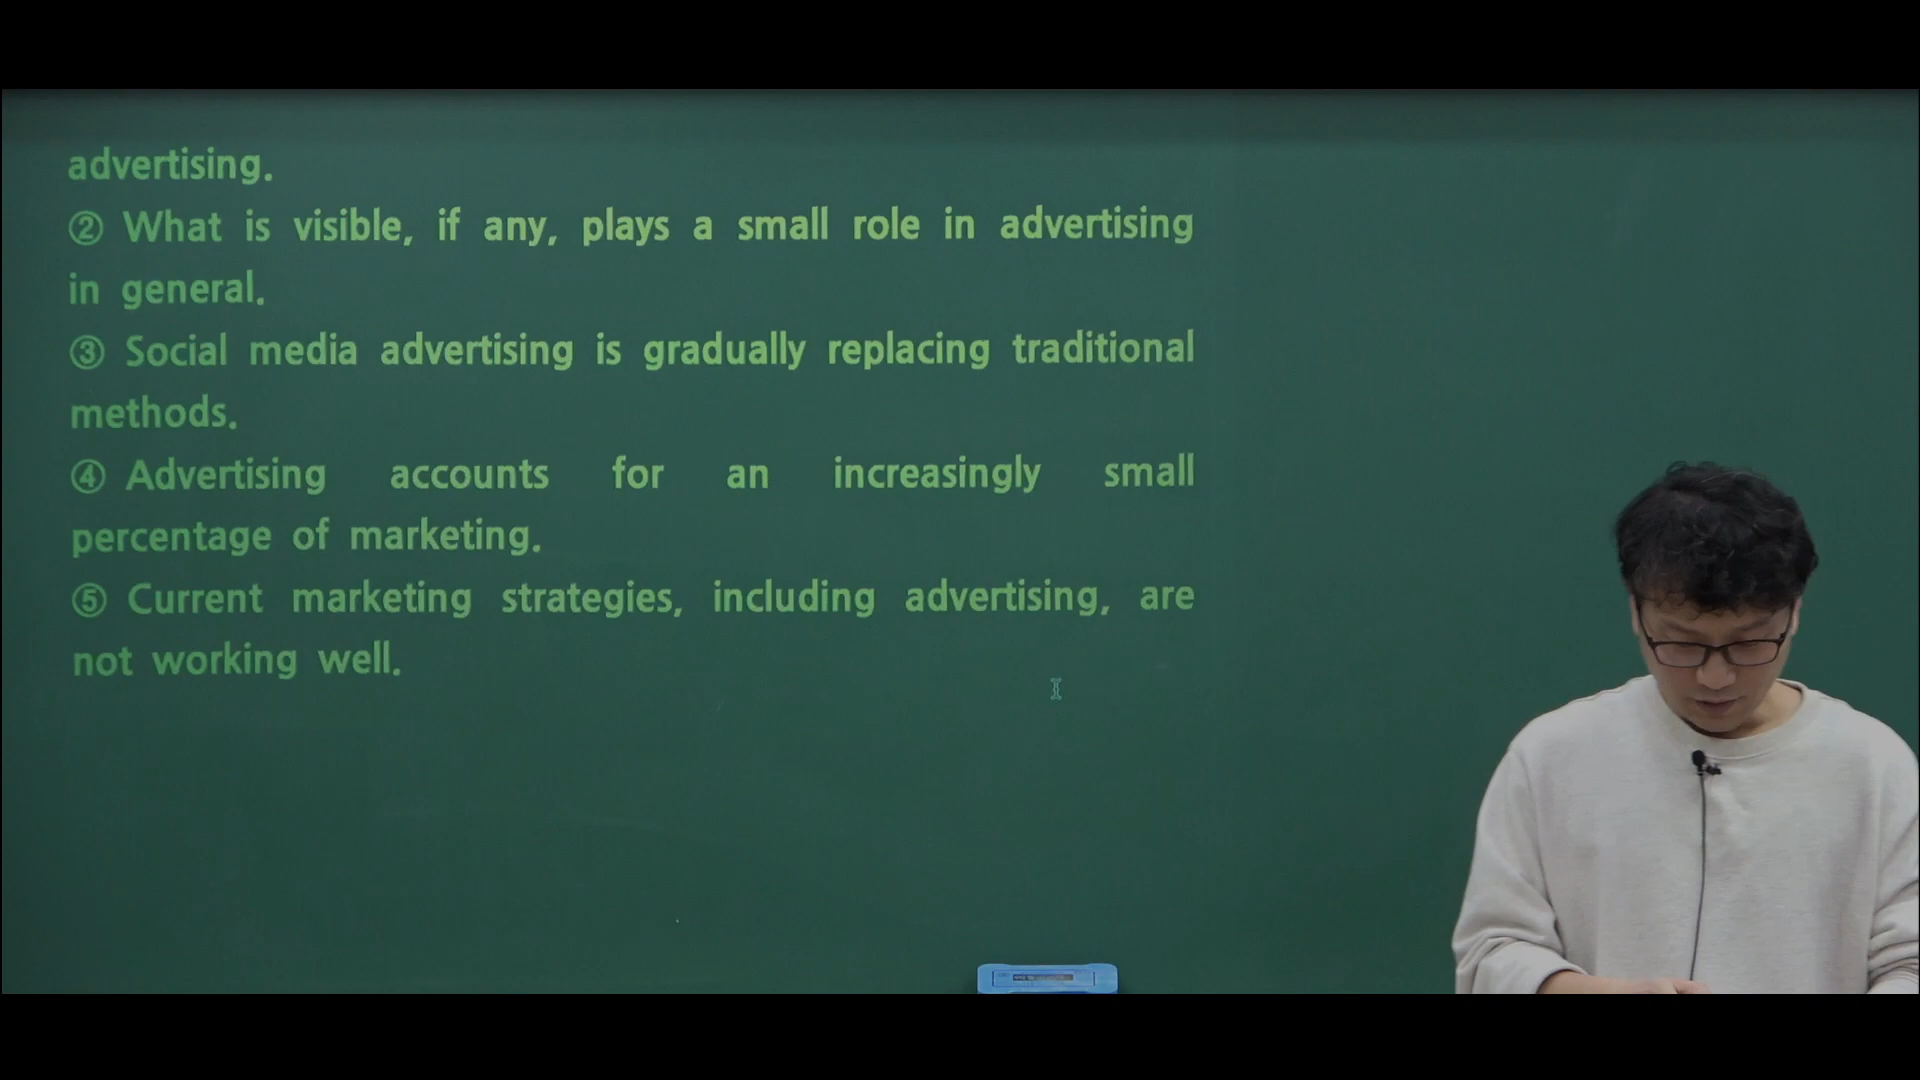 advertising.
② What is visible, if any, plays a small role in advertising
in general.
③ Social media advertising is gradually replacing traditional
methods.
④ Advertising accounts for an increasingly small
percentage of marketing.
⑤ Current marketing strategies, including advertising, are
not working well.